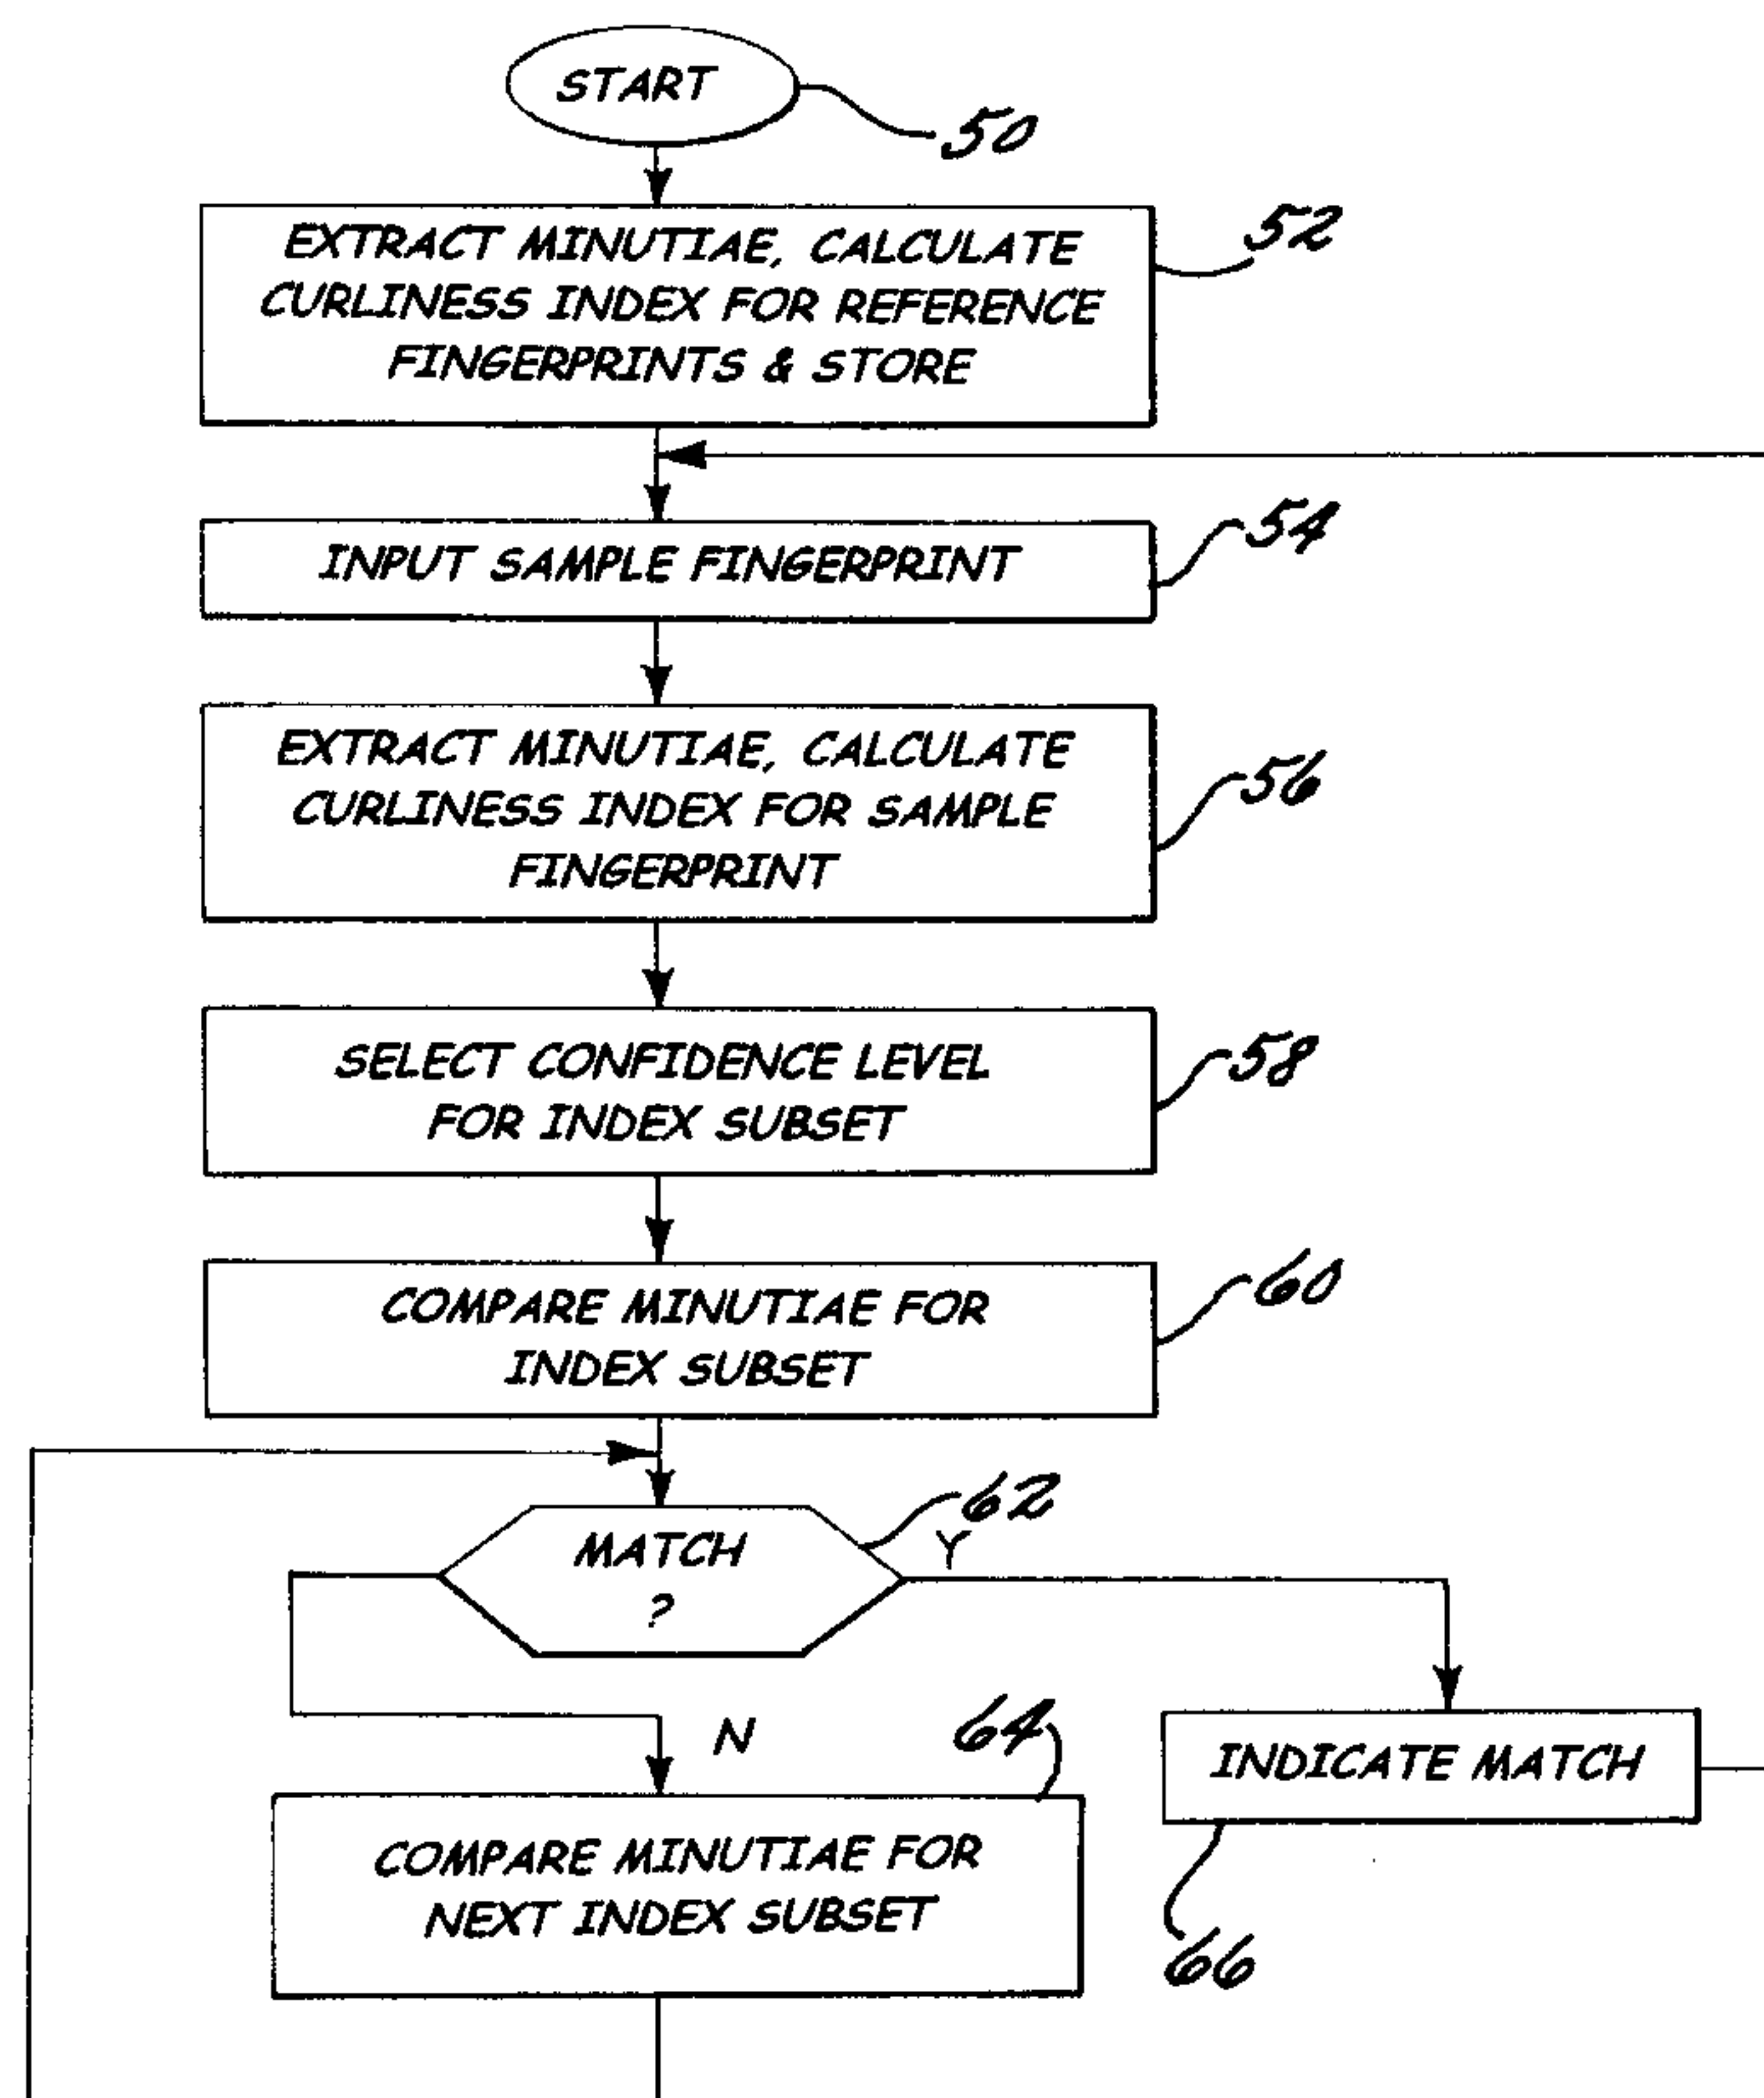 START
50
EXTRACT MINUTIAE, CALCULATE
CURLINESS INDEX FOR REFERENCE
FINGERPRINTS & STORE
52
INPUT SAMPLE FINGERPRINT
54
EXTRACT MINUTIAE, CALCULATE
CURLINESS INDEX FOR SAMPLE
FINGERPRINT
56
SELECT CONFIDENCE LEVEL
FOR INDEX SUBSET
58
COMPARE MINUTIAE FOR
INDEX SUBSET
60
MATCH
?
62
Y
N
64
COMPARE MINUTIAE FOR
NEXT INDEX SUBSET
INDICATE MATCH
66